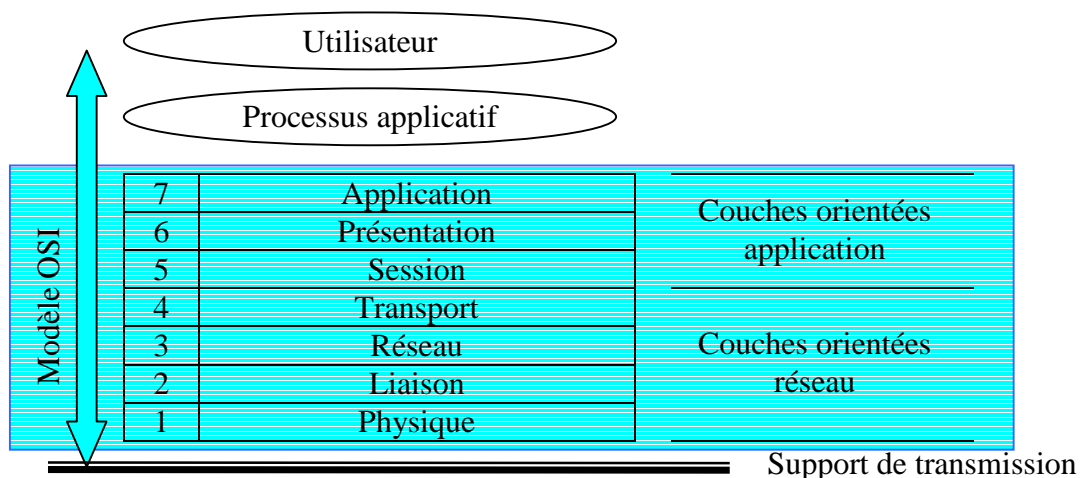 Utilisateur
Processus applicatif
Modèle OSI
7 Application
6 Présentation
5 Session
4 Transport
3 Réseau
2 Liaison
1 Physique
Couches orientées
application
Couches orientées
réseau
Support de transmission